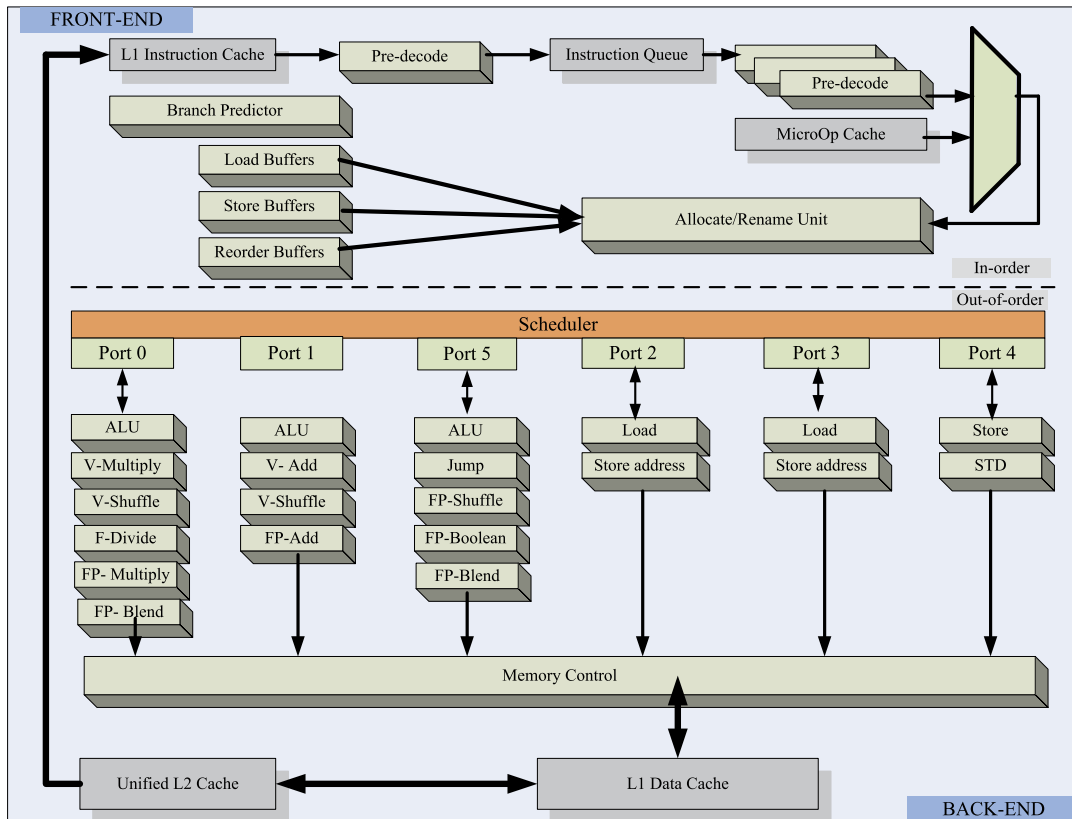 FRONT-END
L1 Instruction Cache
Pre-decode
Instruction Queue
Pre-decode
Branch Predictor
MicroOp Cache
Load Buffers
Store Buffers
Allocate/Rename Unit
Reorder Buffers
In-order
Out-of-order
Scheduler
Port 0
Port 1
Port 5
Port 2
Port 3
Port 4
ALU
V-Multiply
V-Shuffle
F-Divide
FP- Multiply
FP- Blend
ALU
V- Add
V-Shuffle
FP-Add
ALU
Jump
FP-Shuffle
FP-Boolean
FP-Blend
Load
Store address
Load
Store address
Store
STD
Memory Control
Unified L2 Cache
L1 Data Cache
BACK-END